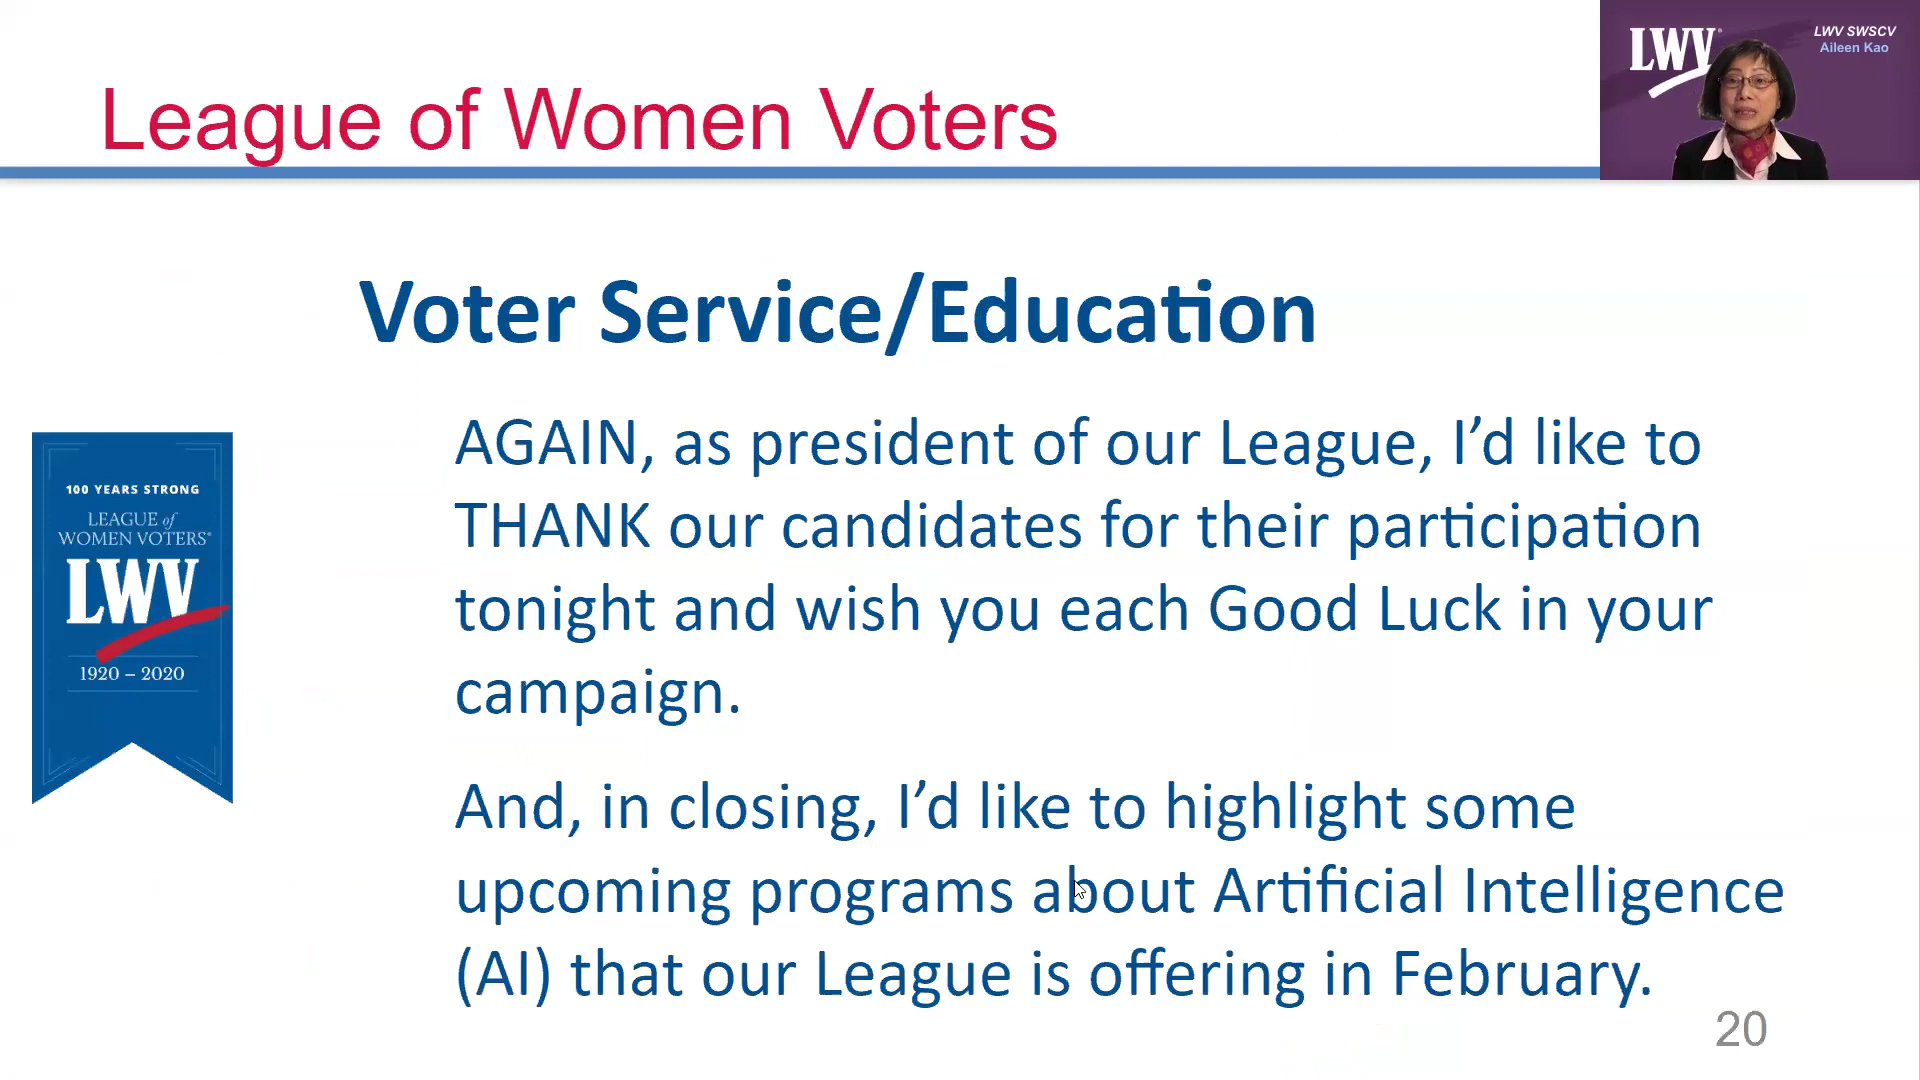 League of Women Voters
LWV
LWV SWSCV
Aileen Kao
Voter Service/Education
AGAIN, as president of our League, I’d like to
THANK our candidates for their participation
tonight and wish you each Good Luck in your
campaign.
And, in closing, I’d like to highlight some
upcoming programs about Artificial Intelligence
(AI) that our League is offering in February.
100 YEARS STRONG
LEAGUE of
WOMEN VOTERS®
LWV
1920 – 2020
20